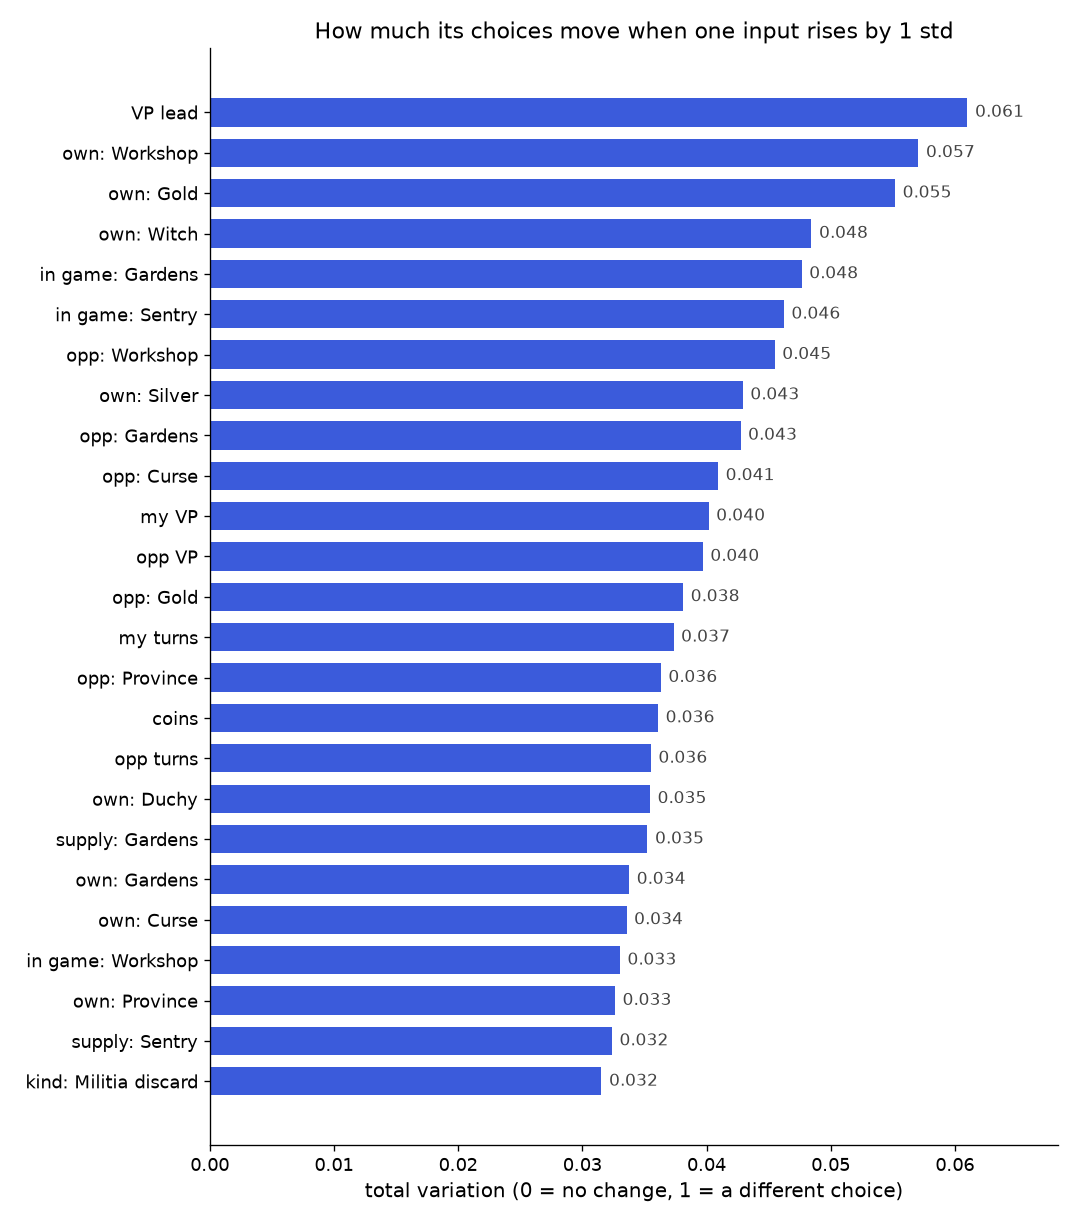 How much its choices move when one input rises by 1 std
VP lead 0.061
own: Workshop 0.057
own: Gold 0.055
own: Witch 0.048
in game: Gardens 0.048
in game: Sentry 0.046
opp: Workshop 0.045
own: Silver 0.043
opp: Gardens 0.043
opp: Curse 0.041
my VP 0.040
opp VP 0.040
opp: Gold 0.038
my turns 0.037
opp: Province 0.036
coins 0.036
opp turns 0.036
own: Duchy 0.035
supply: Gardens 0.035
own: Gardens 0.034
own: Curse 0.034
in game: Workshop 0.033
own: Province 0.033
supply: Sentry 0.032
kind: Militia discard 0.032
0.00 0.01 0.02 0.03 0.04 0.05 0.06
total variation (0 = no change, 1 = a different choice)